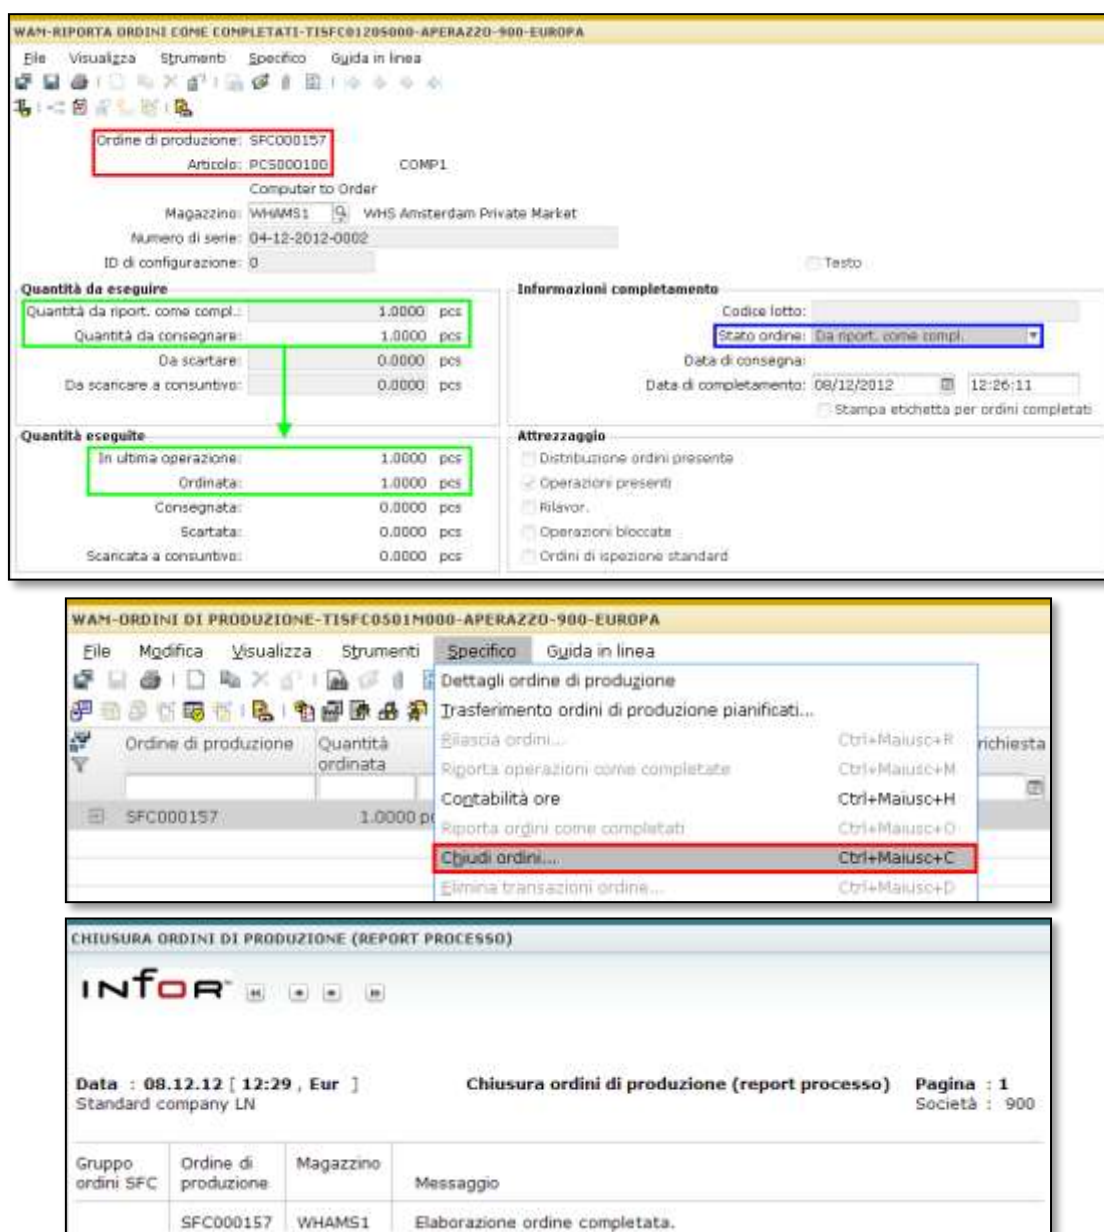 WAM-RIPORTA ORDINI COME COMPLETATI-TISFC0120S000-APERAZZO-900-EUROPA
File Visualizza Strumenti Specifico Guida in linea
Ordine di produzione: SFC000157
Articolo: PCS000100 COMP1
Computer to Order
Magazzino: WHAMS1 WHS Amsterdam Private Market
Numero di serie: 04-12-2012-0002
ID di configurazione: 0 Testo
Quantità da eseguire Informazioni completamento
Quantità da riport. come compl.: 1.0000 pcs Codice lotto:
Quantità da consegnare: 1.0000 pcs Stato ordine: Da riport. come compl.
Da scartare: 0.0000 pcs Data di consegna:
Da scaricare a consuntivo: 0.0000 pcs Data di completamento: 08/12/2012 12:26:11
Stampa etichetta per ordini completati
Quantità eseguite Attrezzaggio
In ultima operazione: 1.0000 pcs Distribuzione ordini presente
Ordinata: 1.0000 pcs Operazioni presenti
Consegnata: 0.0000 pcs Rilavor.
Scartata: 0.0000 pcs Operazioni bloccate
Scaricata a consuntivo: 0.0000 pcs Ordini di ispezione standard
WAM-ORDINI DI PRODUZIONE-TISFC0501M000-APERAZZO-900-EUROPA
File Modifica Visualizza Strumenti Specifico Guida in linea
Dettagli ordine di produzione
Trasferimento ordini di produzione pianificati...
Ordine di produzione Quantità ordinata Rilascia ordini... Ctrl+Maiusc+R richiesta
Riporta operazioni come completate Ctrl+Maiusc+M
Contabilità ore Ctrl+Maiusc+H
SFC000157 1.0000 pc Riporta ordini come completati Ctrl+Maiusc+O
Chiudi ordini.... Ctrl+Maiusc+C
Elimina transazioni ordine... Ctrl+Maiusc+D
CHIUSURA ORDINI DI PRODUZIONE (REPORT PROCESSO)
INFOR
Data : 08.12.12 [ 12:29 , Eur ] Chiusura ordini di produzione (report processo) Pagina : 1
Standard company LN Società : 900
Gruppo ordini SFC Ordine di produzione Magazzino Messaggio
SFC000157 WHAMS1 Elaborazione ordine completata.